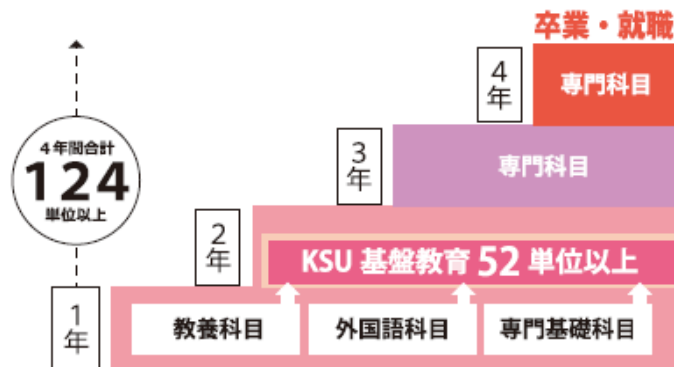 卒業・就職
4年
専門科目
3年
専門科目
4年間合計
124
単位以上
2年
KSU 基盤教育 52 単位以上
1年
教養科目
外国語科目
専門基礎科目